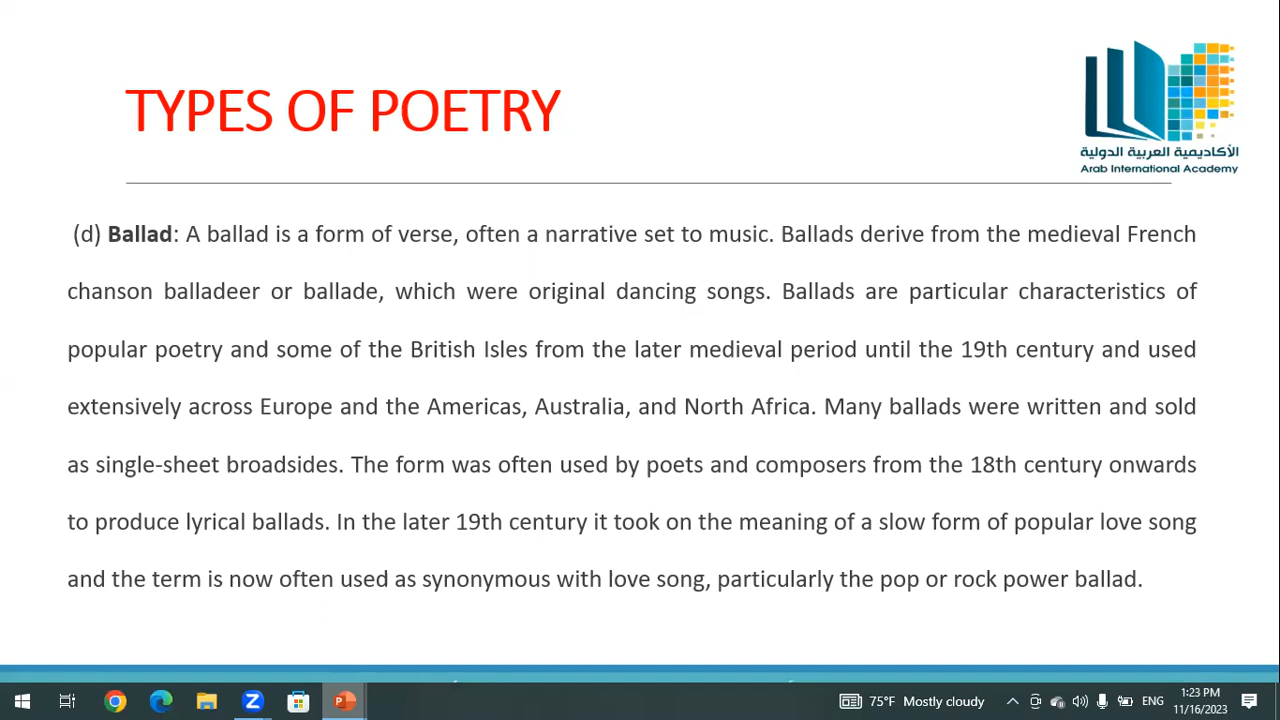 TYPES OF POETRY
الأكاديمية العربية الدولية
Arab International Academy
(d) Ballad: A ballad is a form of verse, often a narrative set to music. Ballads derive from the medieval French
chanson balladeer or ballade, which were original dancing songs. Ballads are particular characteristics of
popular poetry and some of the British Isles from the later medieval period until the 19th century and used
extensively across Europe and the Americas, Australia, and North Africa. Many ballads were written and sold
as single-sheet broadsides. The form was often used by poets and composers from the 18th century onwards
to produce lyrical ballads. In the later 19th century it took on the meaning of a slow form of popular love song
and the term is now often used as synonymous with love song, particularly the pop or rock power ballad.
75°F Mostly cloudy
ENG
1:23 PM
11/16/2023